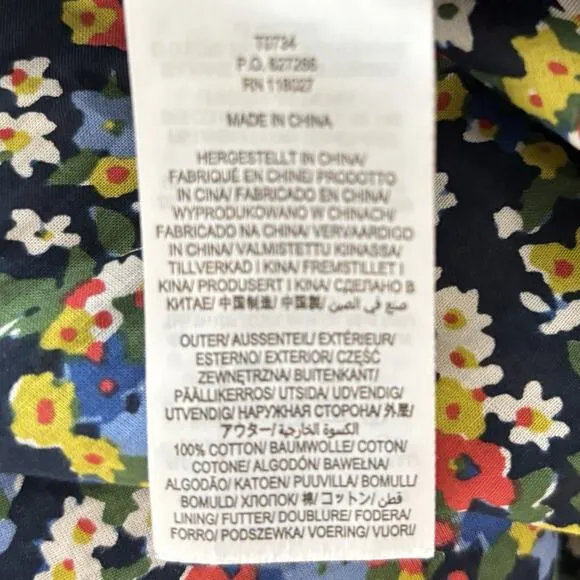 T0734
P.O. 627286
RN 118027
MADE IN CHINA
HERGESTELLT IN CHINA/
FABRIQUÉ EN CHINE/ PRODOTTO
IN CINA/ FABRICADO EN CHINA/
WYPRODUKOWANO W CHINACH/
FABRICADO NA CHINA/ VERVAARDIGD
IN CHINA/ VALMISTETTU KIINASSA/
TILLVERKAD I KINA/ FREMSTILLET I
KINA/ PRODUSERT I KINA/ СДЕЛАНО В
КИТАЕ/ 中国制造/ 中国製/ صنع في الصين
OUTER/ AUSSENTEIL/ EXTÉRIEUR/
ESTERNO/ EXTERIOR/ CZĘŚĆ
ZEWNĘTRZNA/ BUITENKANT/
PÄÄLLIKERROS/ UTSIDA/ UDVENDIG/
UTVENDIG/ НАРУЖНАЯ СТОРОНА/ 外层/
アウター/ الكسوة الخارجية/
100% COTTON/ BAUMWOLLE/ COTON/
COTONE/ ALGODÓN/ BAWEŁNA/
ALGODÃO/ KATOEN/ PUUVILLA/ BOMULL/
BOMULD/ ХЛОПОК/ 棉/ コットン/ قطن/
LINING/ FUTTER/ DOUBLURE/ FODERA/
FORRO/ PODSZEWKA/ VOERING/ VUORI/